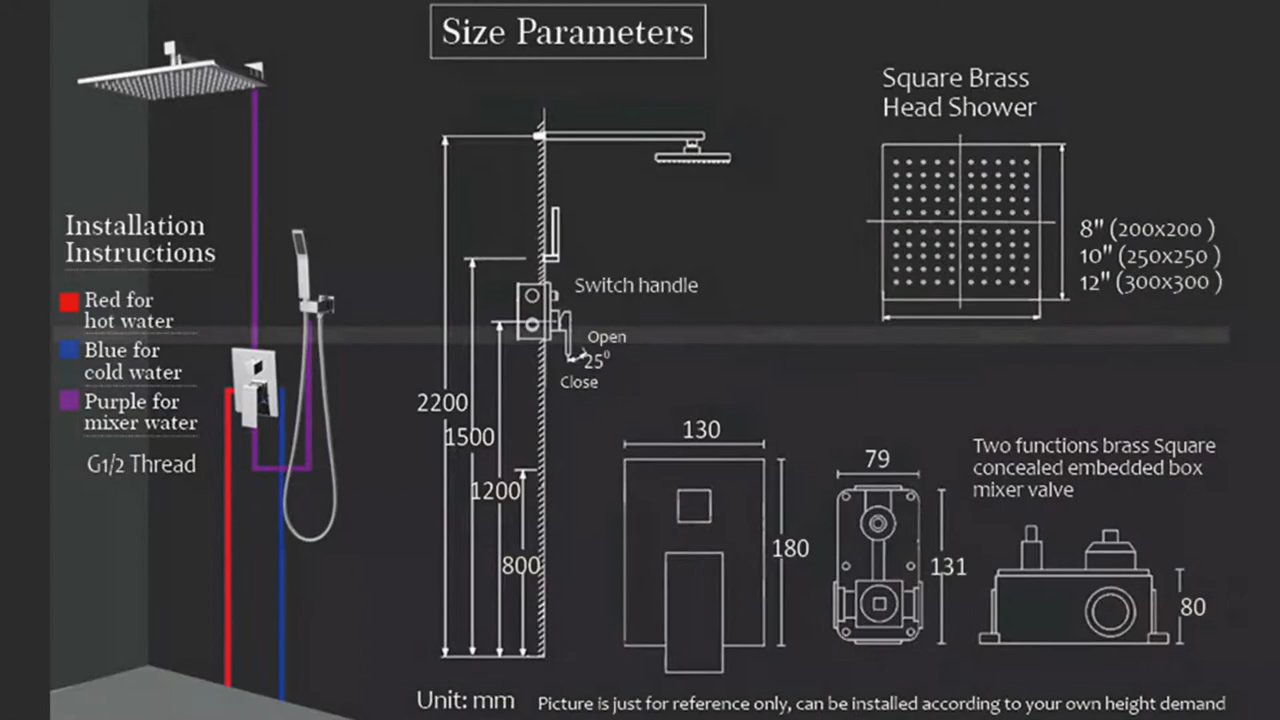 Size Parameters
Square Brass
Head Shower
8" (200x200 )
10" (250x250 )
12" (300x300 )
Installation
Instructions
Red for
hot water
Blue for
cold water
Purple for
mixer water
G1/2 Thread
Switch handle
Open
25⁰
Close
2200
1500
1200
800
130
180
79
131
Two functions brass Square
concealed embedded box
mixer valve
80
Unit: mm
Picture is just for reference only, can be installed according to your own height demand